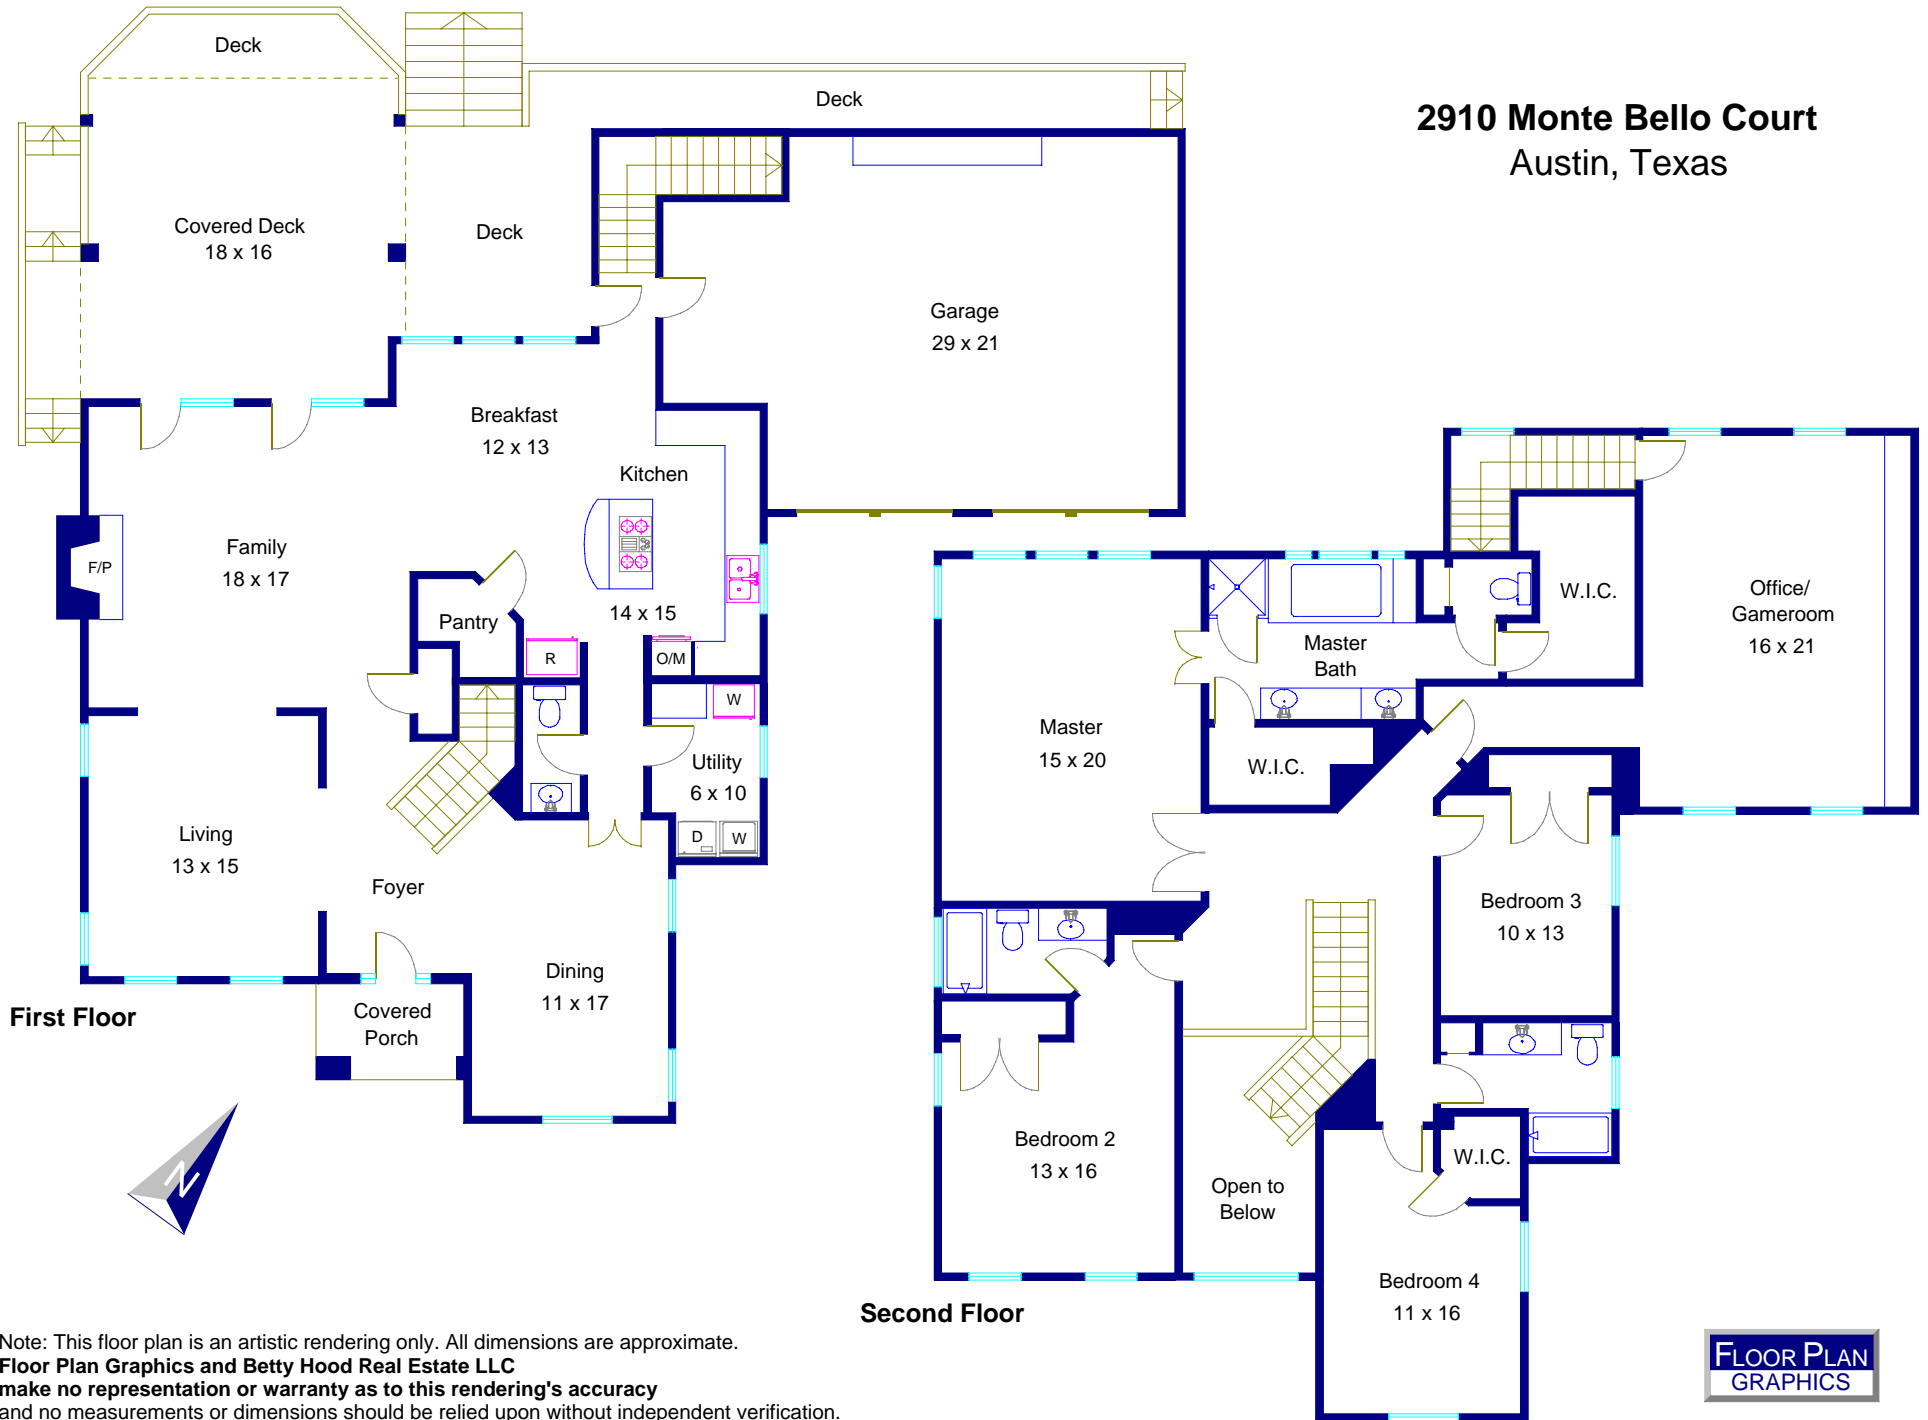 2910 Monte Bello Court
Austin, Texas
Deck
Deck
Covered Deck
18 x 16
Deck
Garage
29 x 21
Breakfast
12 x 13
Kitchen
14 x 15
Family
18 x 17
F/P
Pantry
R
O/M
W
Utility
6 x 10
D
W
Living
13 x 15
Foyer
Dining
11 x 17
Covered
Porch
First Floor
N
W.I.C.
Office/
Gameroom
16 x 21
Master
Bath
Master
15 x 20
W.I.C.
Bedroom 3
10 x 13
Bedroom 2
13 x 16
Open to
Below
W.I.C.
Bedroom 4
11 x 16
Second Floor
Note: This floor plan is an artistic rendering only. All dimensions are approximate.
Floor Plan Graphics and Betty Hood Real Estate LLC
make no representation or warranty as to this rendering's accuracy
and no measurements or dimensions should be relied upon without independent verification.
FLOOR PLAN
GRAPHICS